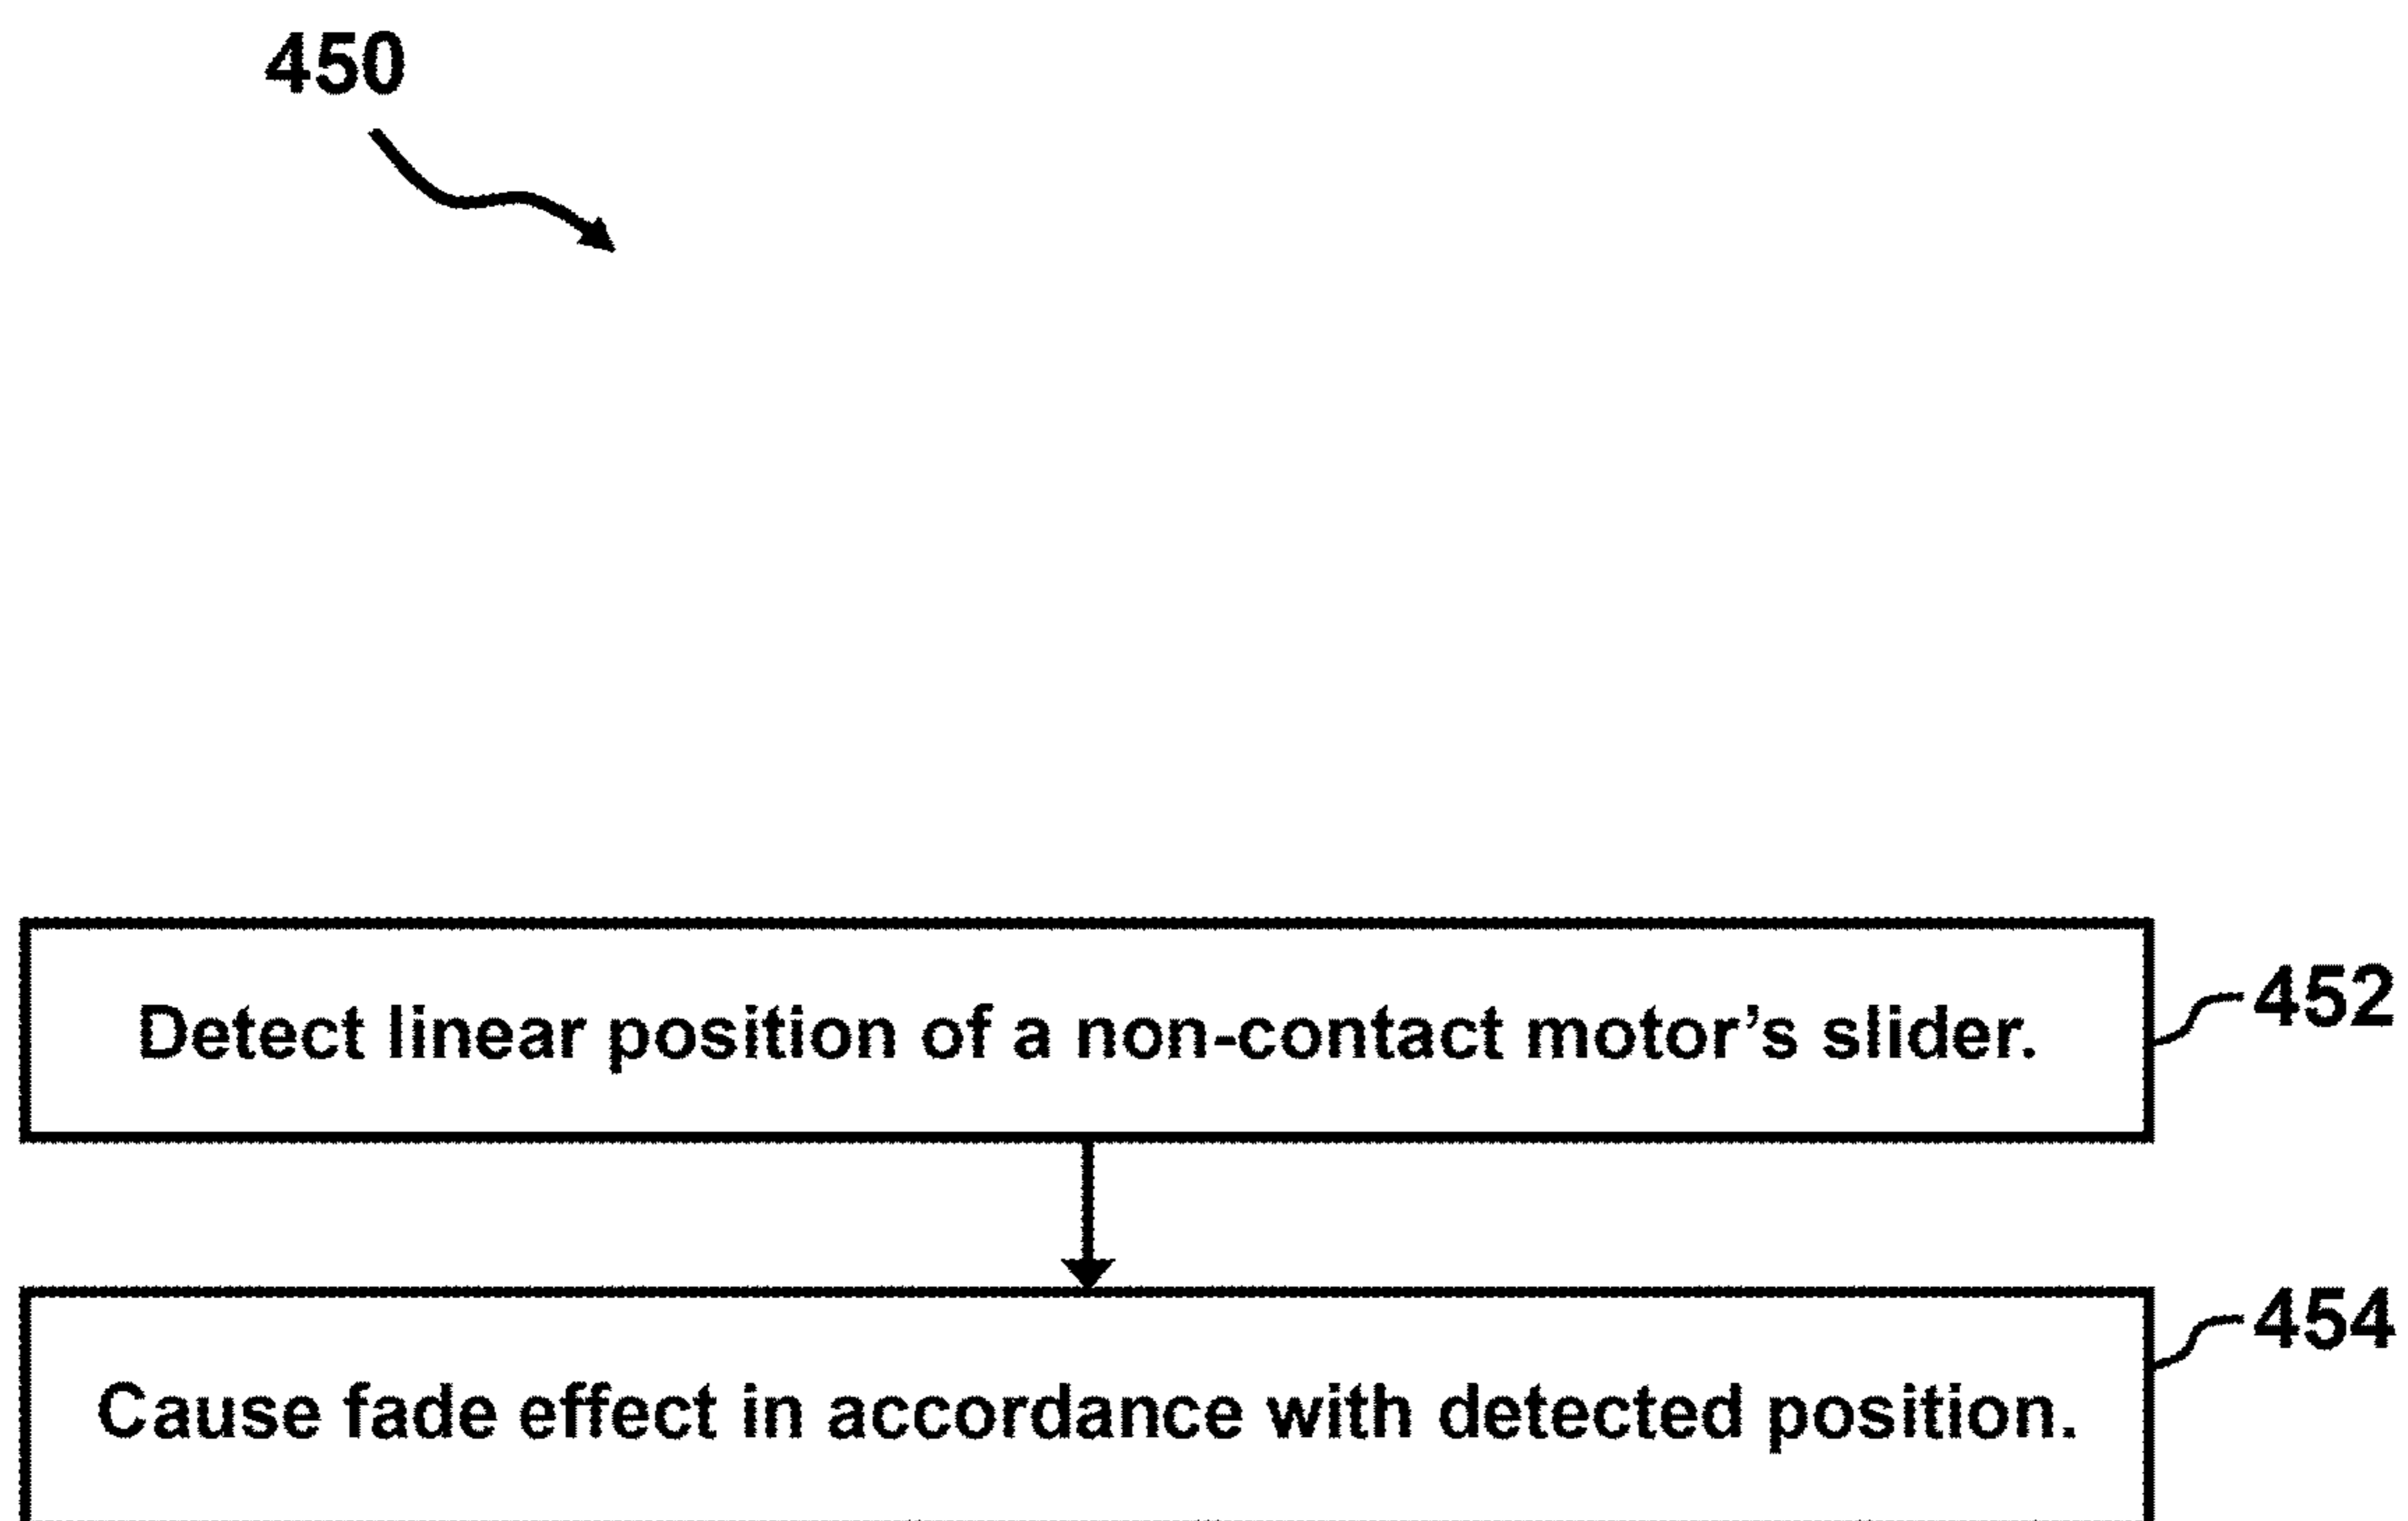 450
Detect linear position of a non-contact motor’s slider.
452
454
Cause fade effect in accordance with detected position.